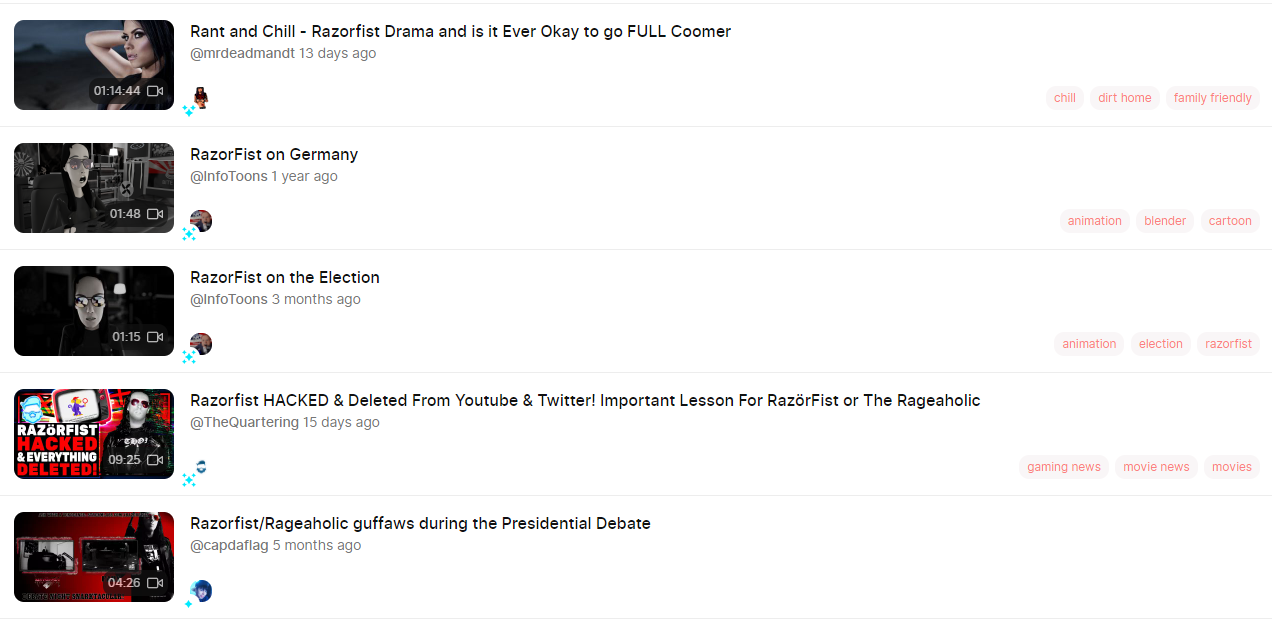 Rant and Chill - Razorfist Drama and is it Ever Okay to go FULL Coomer
@mrdeadmandt 13 days ago
01:14:44
chill dirt home family friendly
RazorFist on Germany
@InfoToons 1 year ago
01:48
animation blender cartoon
RazorFist on the Election
@InfoToons 3 months ago
01:15
animation election razorfist
Razorfist HACKED & Deleted From Youtube & Twitter! Important Lesson For RazörFist or The Rageaholic
@TheQuartering 15 days ago
RAZöRFIST
HACKED
& EVERYTHING
DELETED!
THO!
09:25
gaming news movie news movies
Razorfist/Rageaholic guffaws during the Presidential Debate
@capdaflag 5 months ago
04:26